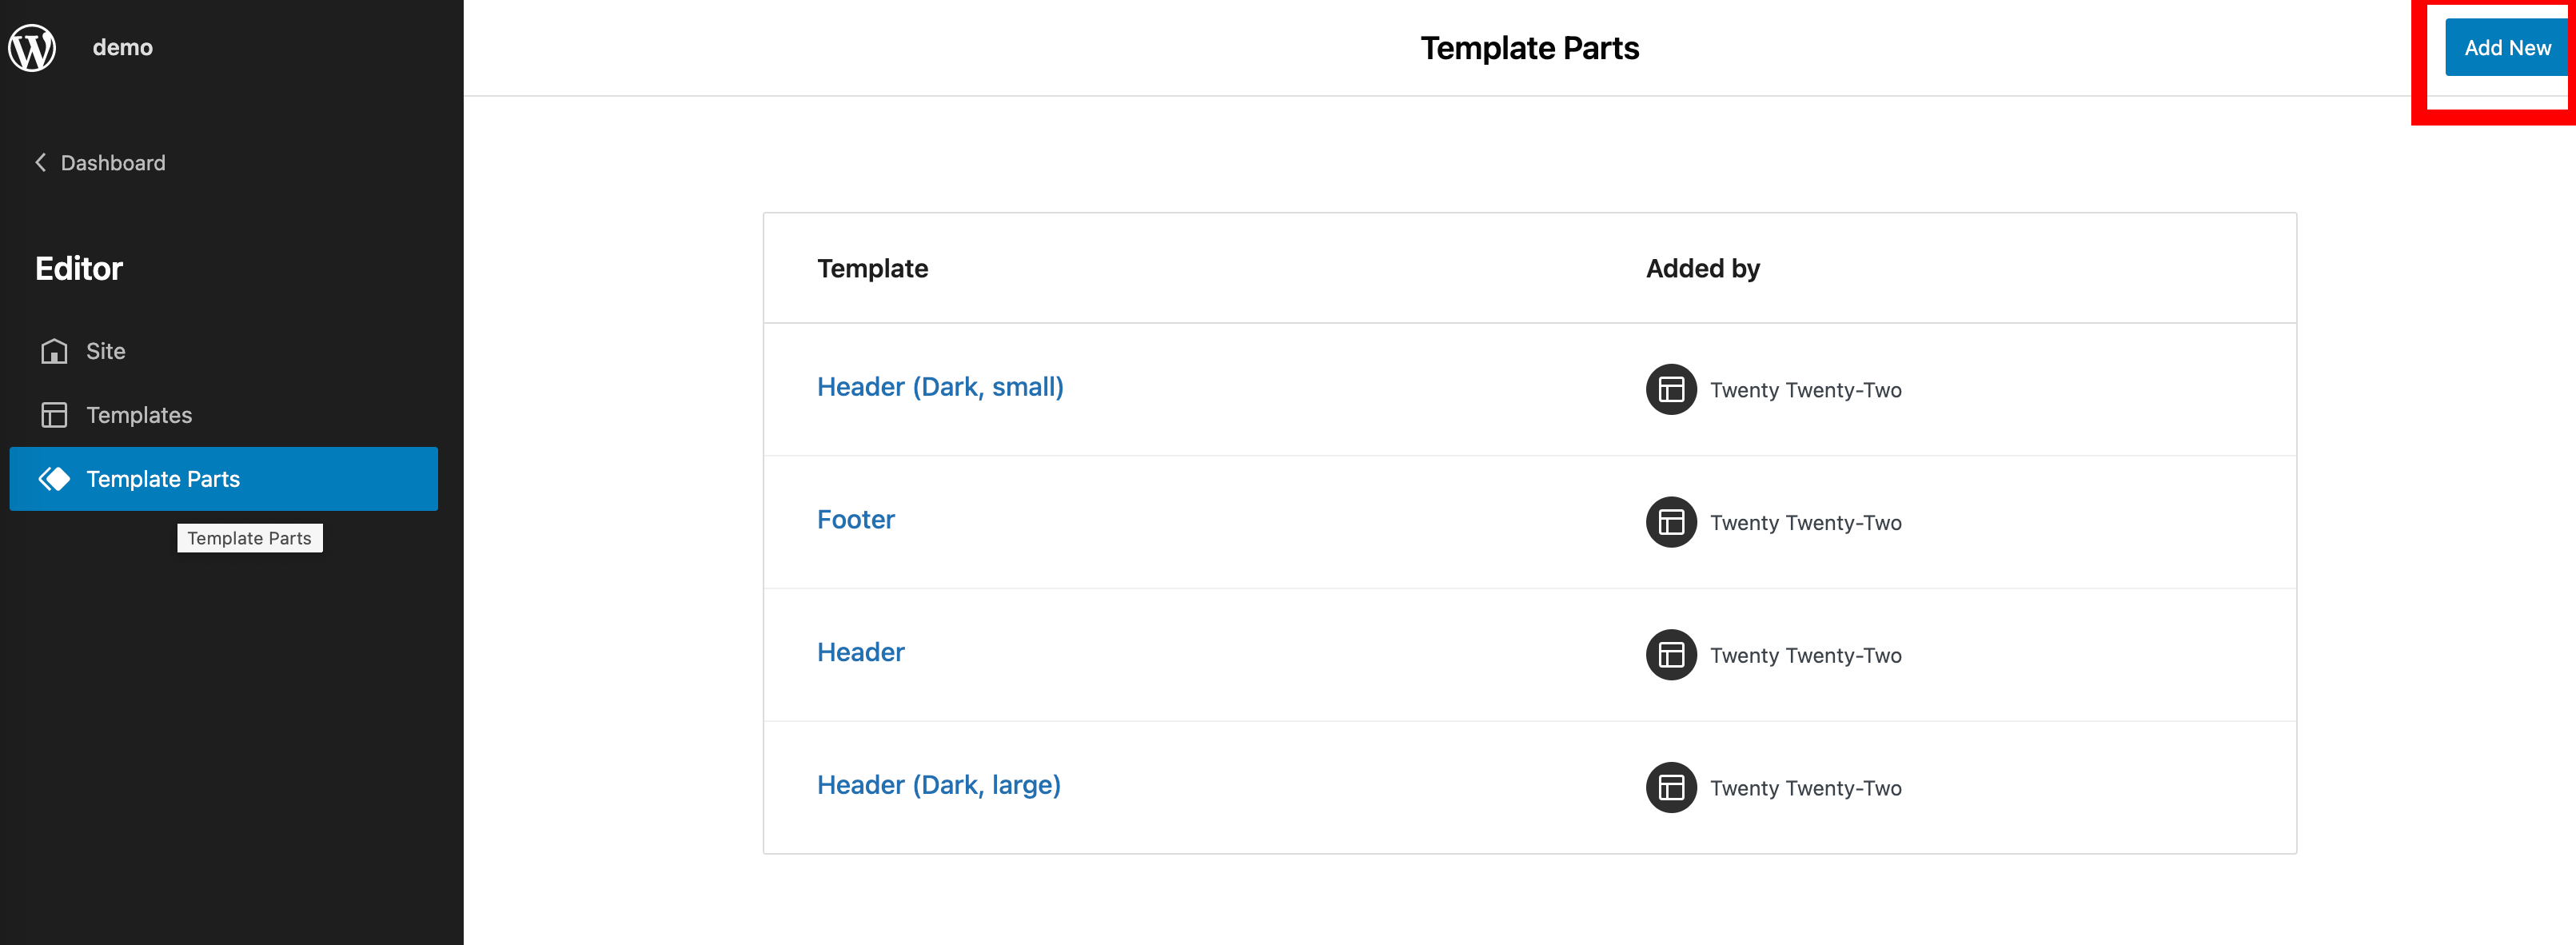 demo
Template Parts
Add New
Dashboard
Editor
Site
Templates
Template Parts
Template Parts
Template Added by
Header (Dark, small) Twenty Twenty-Two
Footer Twenty Twenty-Two
Header Twenty Twenty-Two
Header (Dark, large) Twenty Twenty-Two